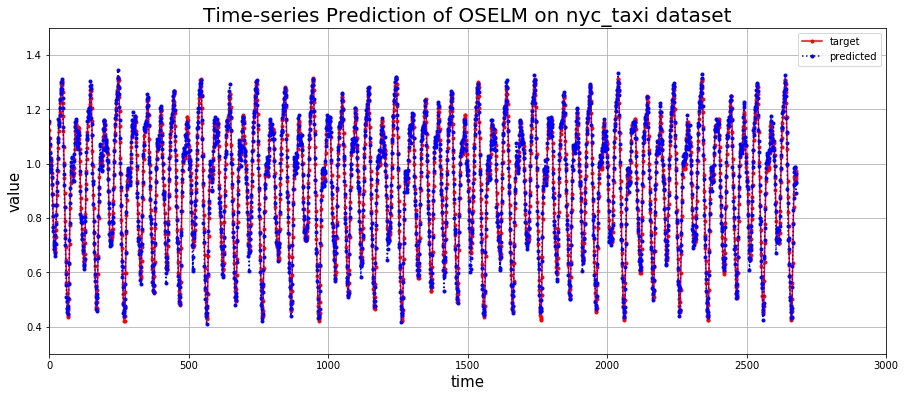 Time-series Prediction of OSELM on nyc_taxi dataset
target
predicted
value
1.4
1.2
1.0
0.8
0.6
0.4
0 500 1000 1500 2000 2500 3000
time